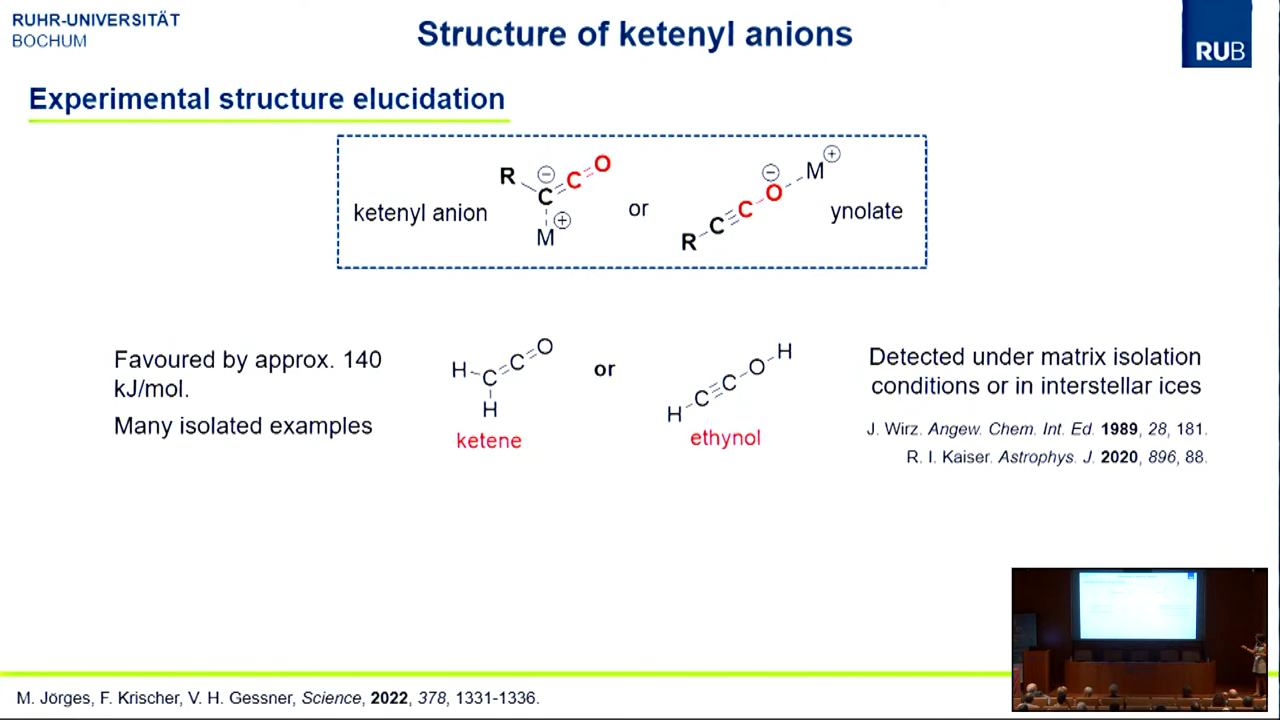 RUHR-UNIVERSITÄT
BOCHUM
Structure of ketenyl anions
RUB
Experimental structure elucidation
ketenyl anion
R
⊖
C
C
O
M
⊕
or
R
C
C
O
⊖
M
⊕
ynolate
Favoured by approx. 140
kJ/mol.
Many isolated examples
H
C
C
O
H
ketene
or
H
C
C
O
H
ethynol
Detected under matrix isolation
conditions or in interstellar ices
J. Wirz. Angew. Chem. Int. Ed. 1989, 28, 181.
R. I. Kaiser. Astrophys. J. 2020, 896, 88.
M. Jörges, F. Krischer, V. H. Gessner, Science, 2022, 378, 1331-1336.